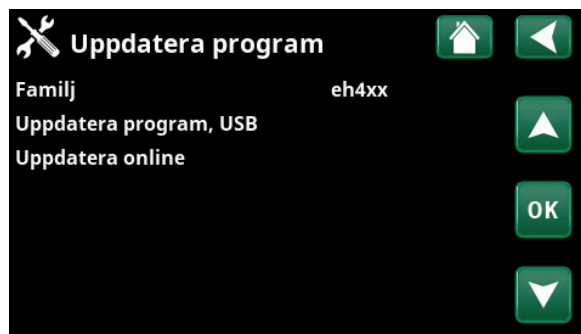 Uppdatera program
Familj eh4xx
Uppdatera program, USB
Uppdatera online
OK